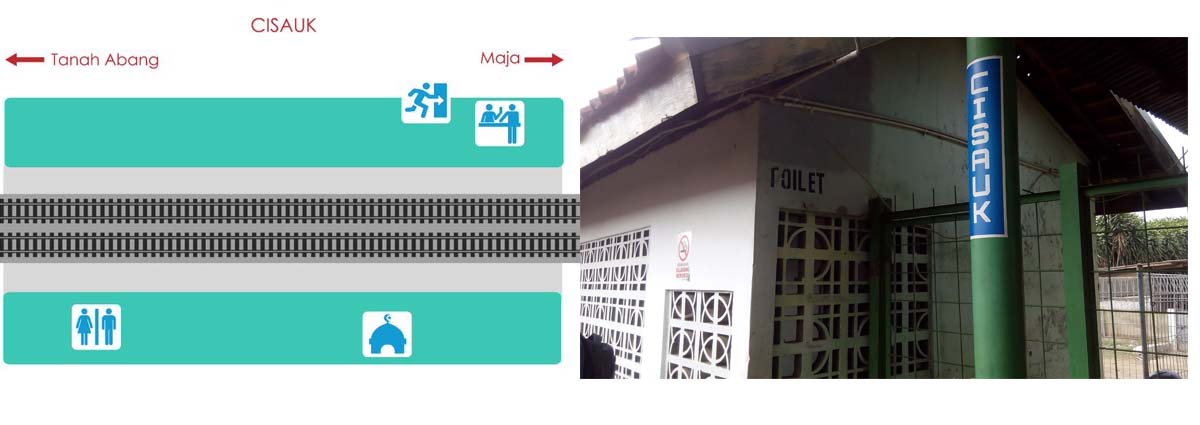 CISAUK
Tanah Abang
Maja
TOILET
CISAUK